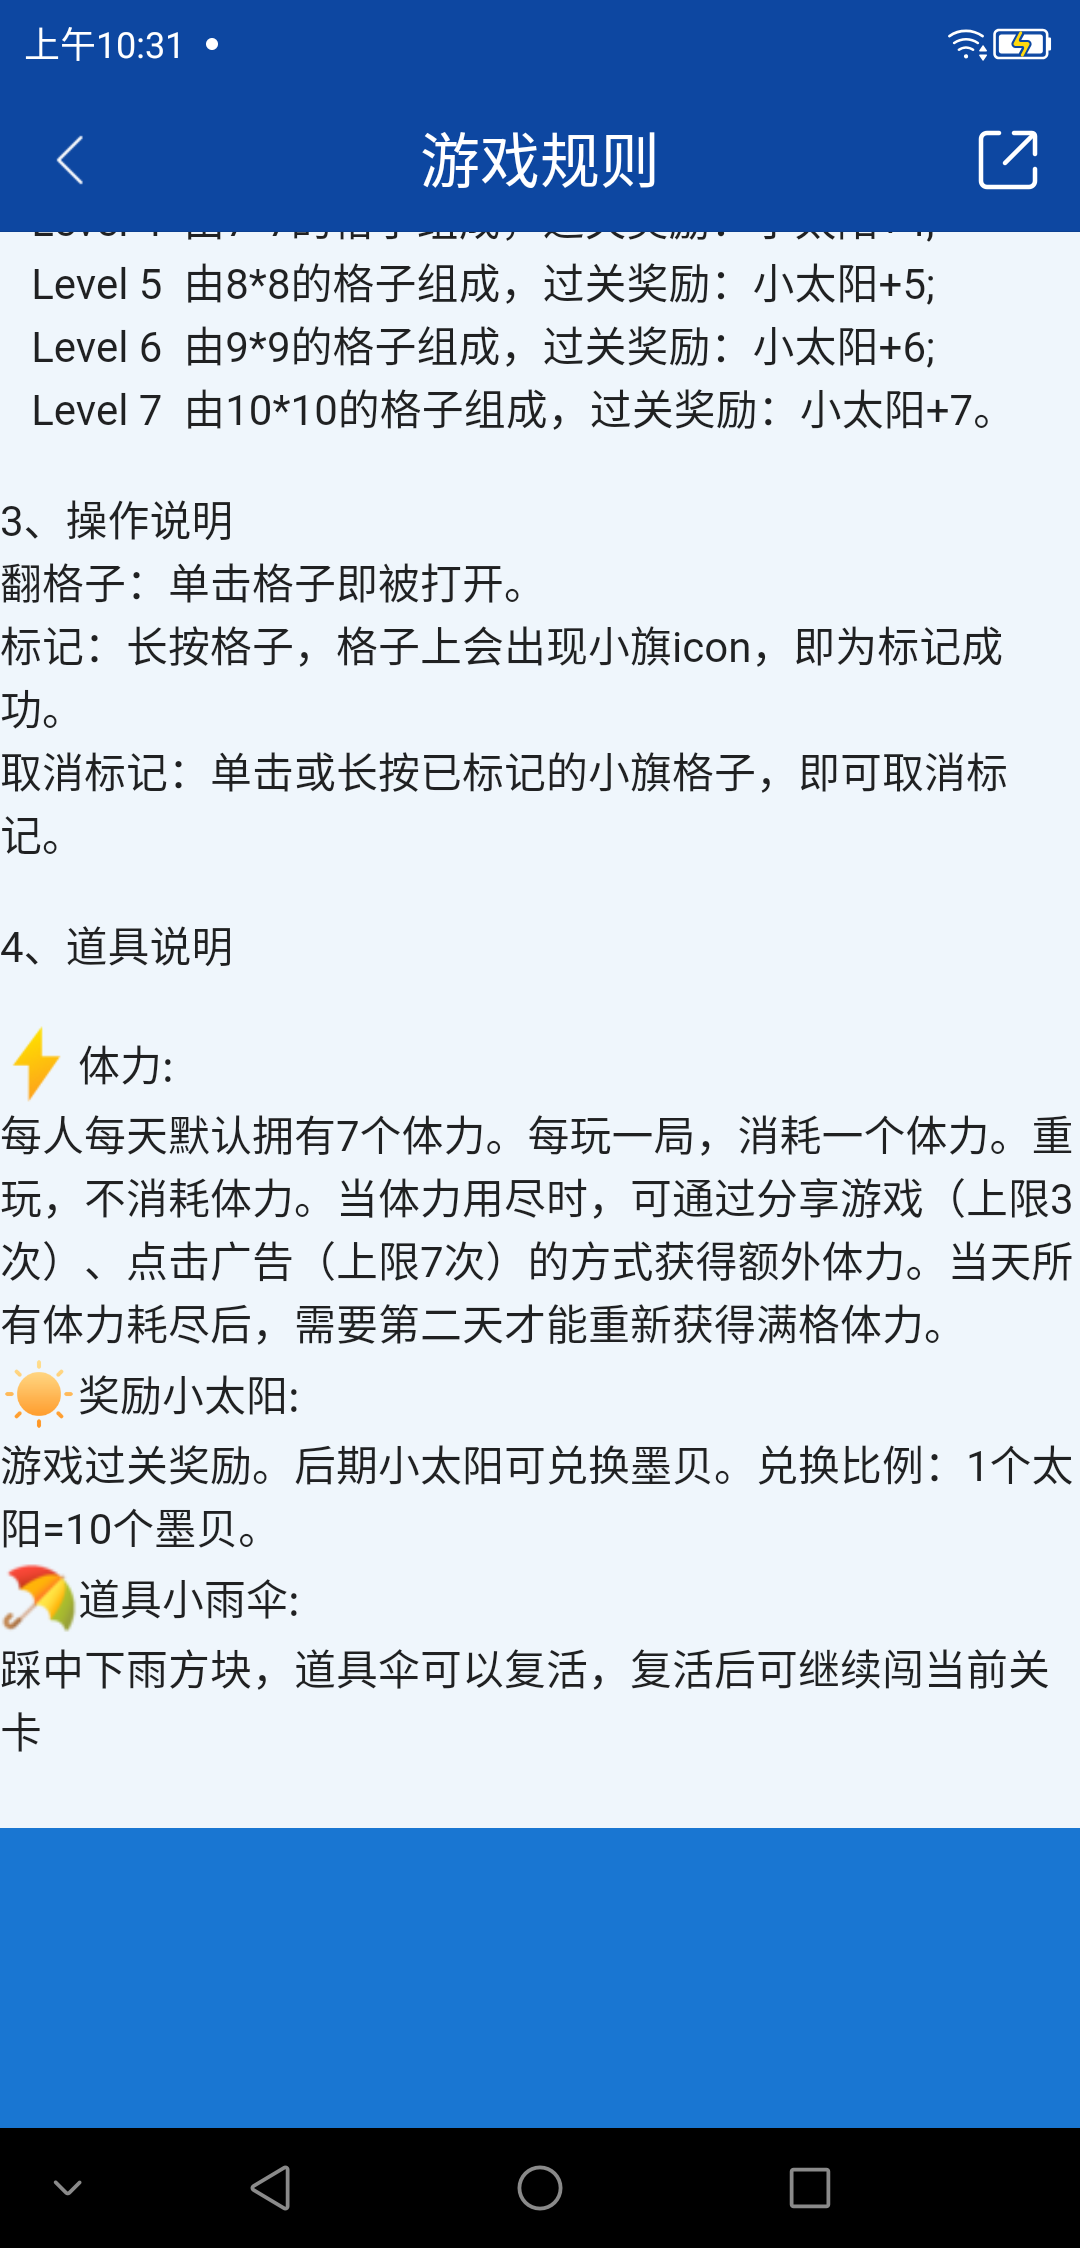 上午10:31
游戏规则
Level 5 由8*8的格子组成，过关奖励：小太阳+5;
Level 6 由9*9的格子组成，过关奖励：小太阳+6;
Level 7 由10*10的格子组成，过关奖励：小太阳+7。
3、操作说明
翻格子：单击格子即被打开。
标记：长按格子，格子上会出现小旗icon，即为标记成
功。
取消标记：单击或长按已标记的小旗格子，即可取消标
记。
4、道具说明
体力:
每人每天默认拥有7个体力。每玩一局，消耗一个体力。重
玩，不消耗体力。当体力用尽时，可通过分享游戏（上限3
次）、点击广告（上限7次）的方式获得额外体力。当天所
有体力耗尽后，需要第二天才能重新获得满格体力。
奖励小太阳:
游戏过关奖励。后期小太阳可兑换墨贝。兑换比例：1个太
阳=10个墨贝。
道具小雨伞:
踩中下雨方块，道具伞可以复活，复活后可继续闯当前关
卡